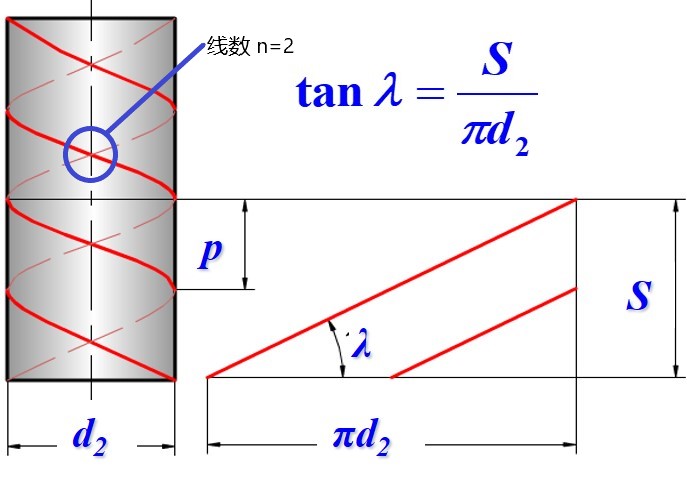 线数 n=2
tan λ = S / πd₂
p
S
λ
d₂
πd₂